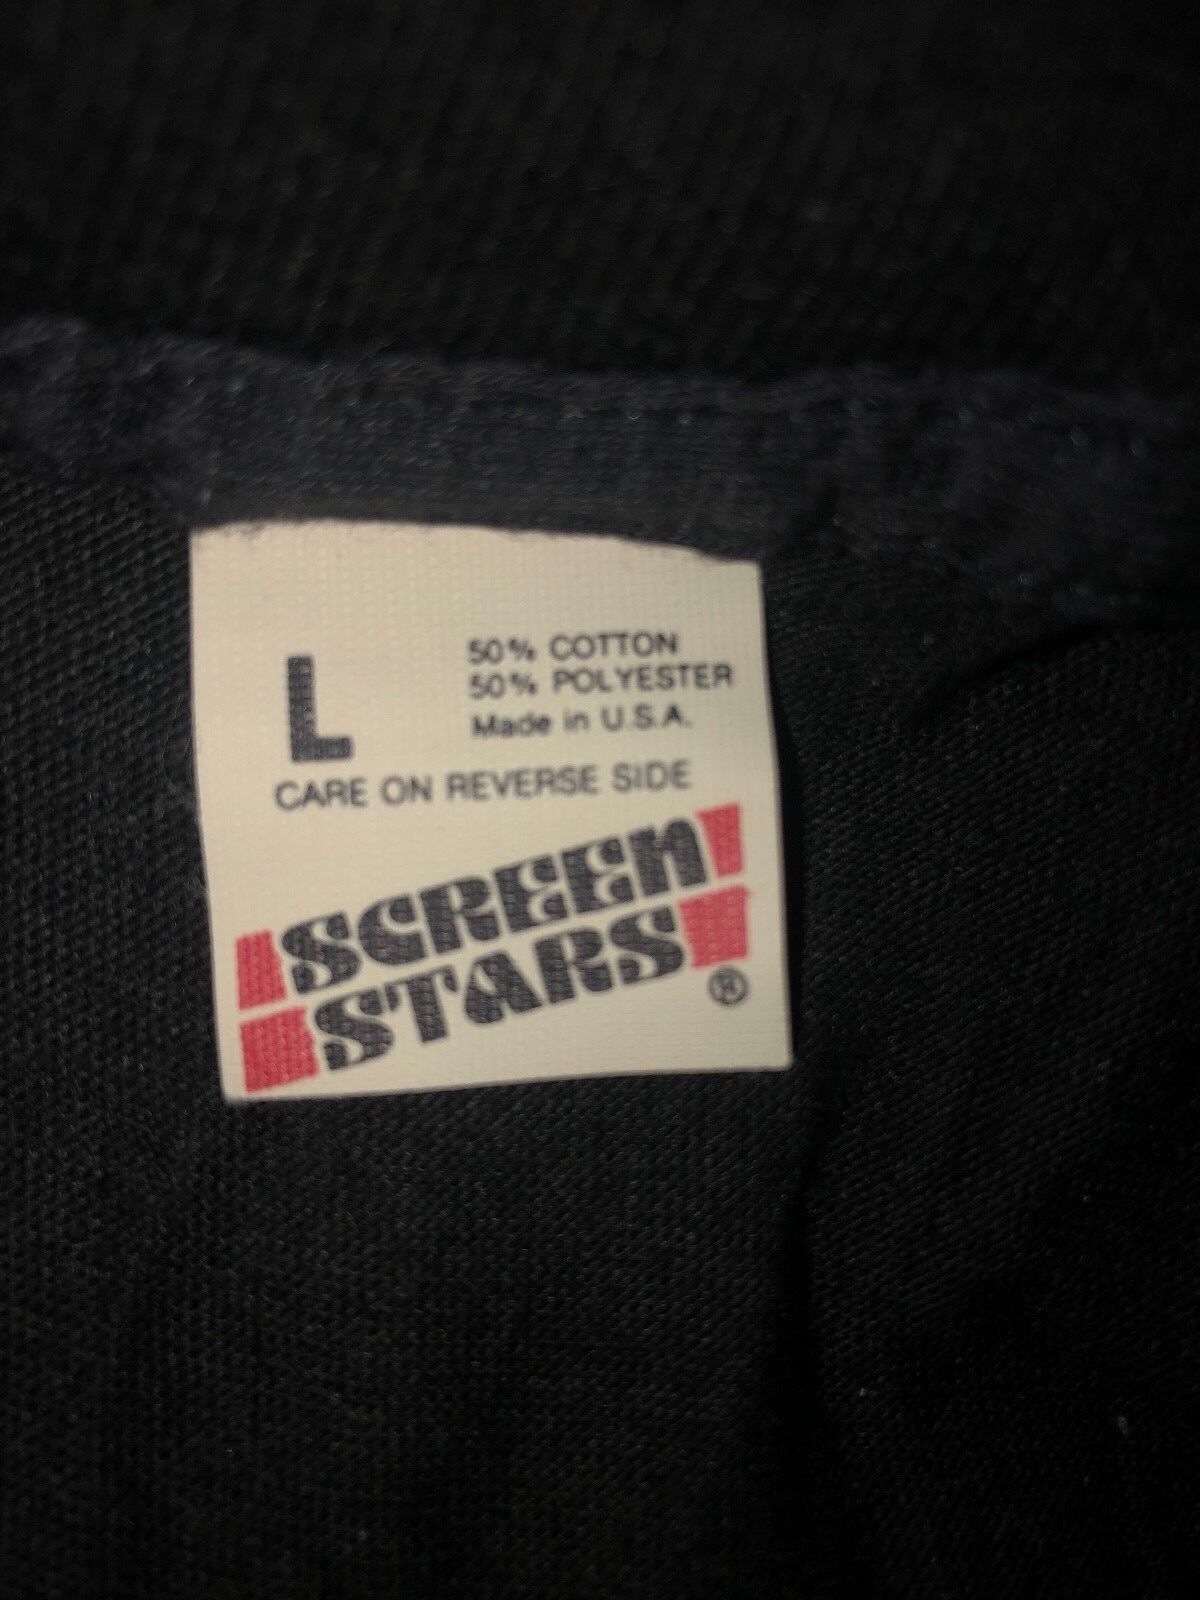 L
50% COTTON
50% POLYESTER
Made in U.S.A.
CARE ON REVERSE SIDE
SCREEN
STARS
®